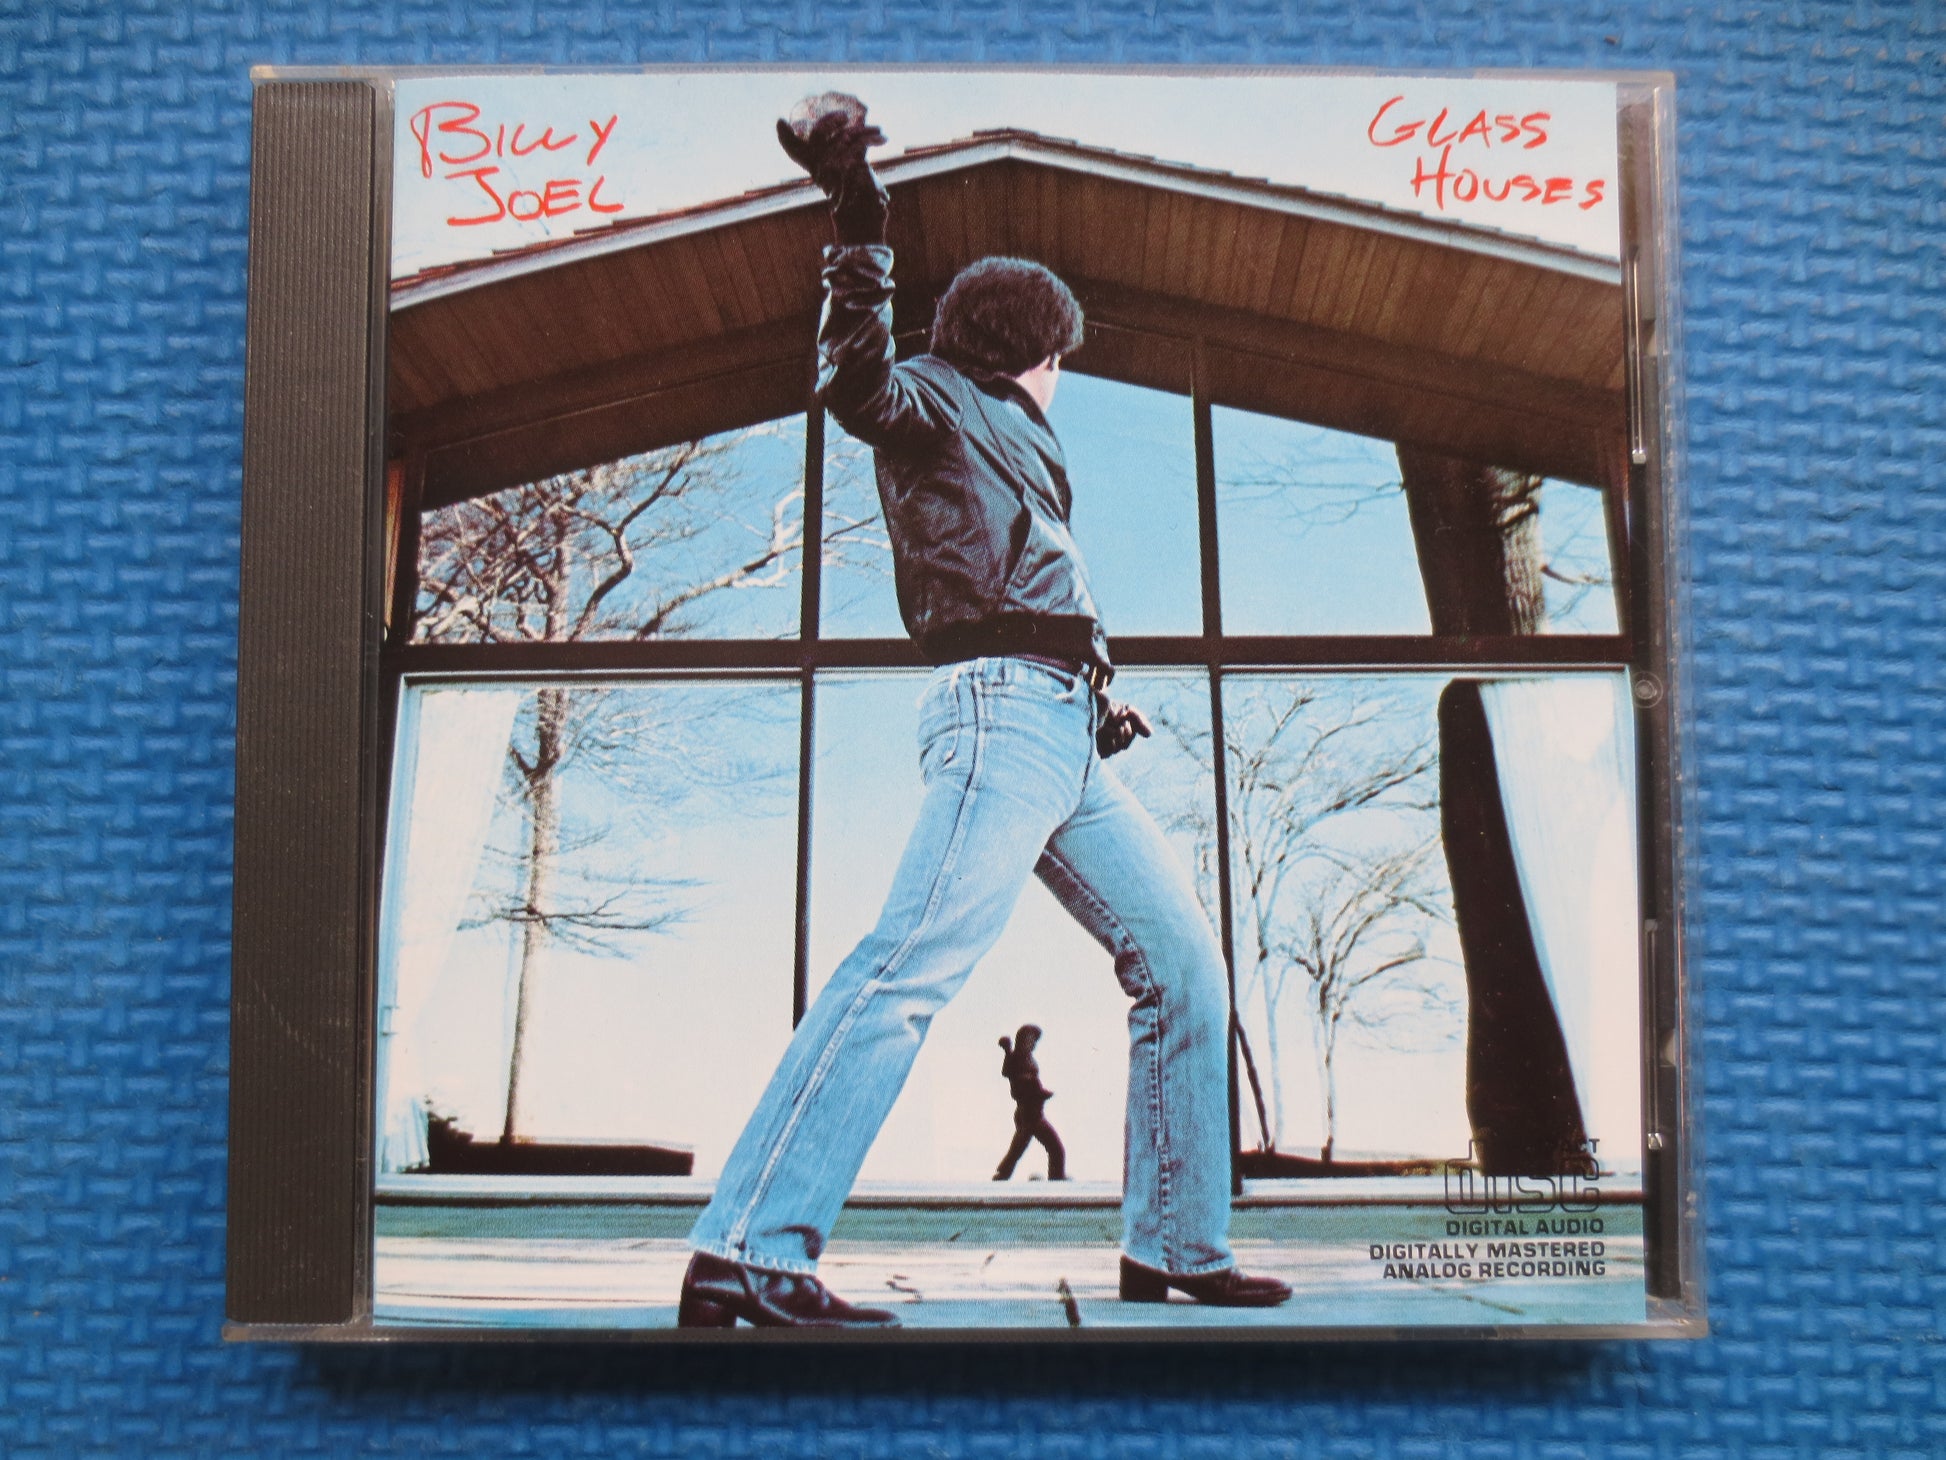 BILLY
JOEL
GLASS
HOUSES
disc
DIGITAL AUDIO
DIGITALLY MASTERED
ANALOG RECORDING